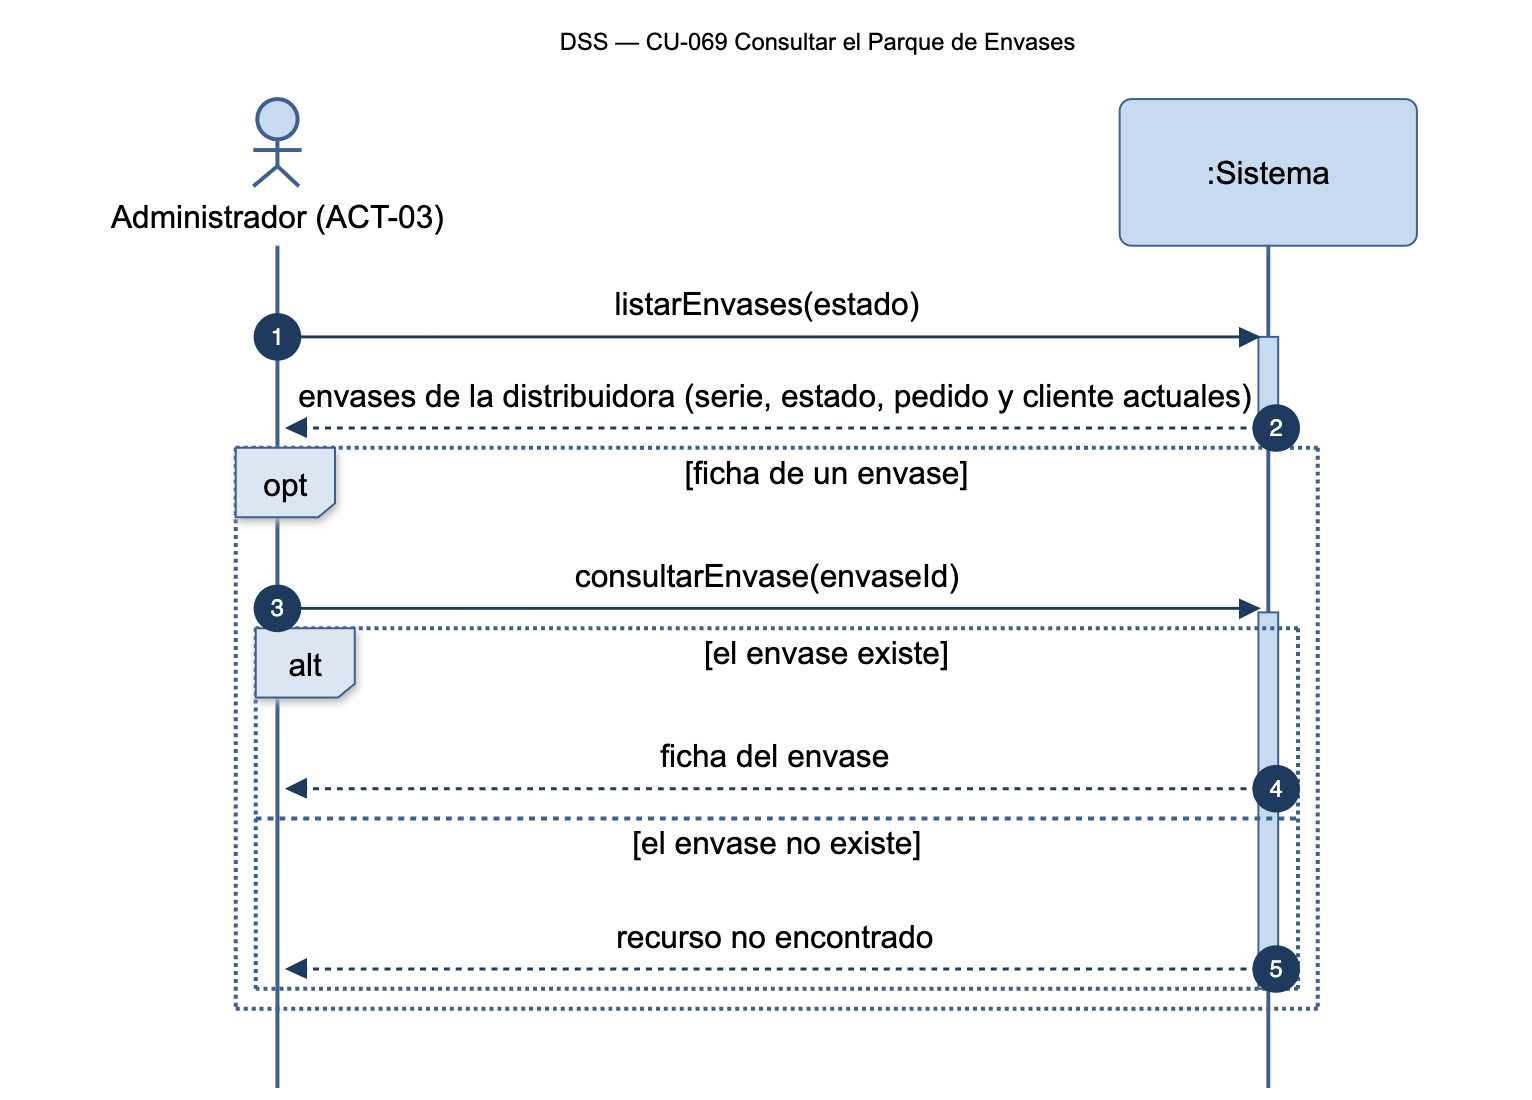 DSS — CU-069 Consultar el Parque de Envases
Administrador (ACT-03)
:Sistema
listarEnvases(estado)
1
envases de la distribuidora (serie, estado, pedido y cliente actuales)
2
opt
[ficha de un envase]
consultarEnvase(envaseId)
3
alt
[el envase existe]
ficha del envase
4
[el envase no existe]
recurso no encontrado
5